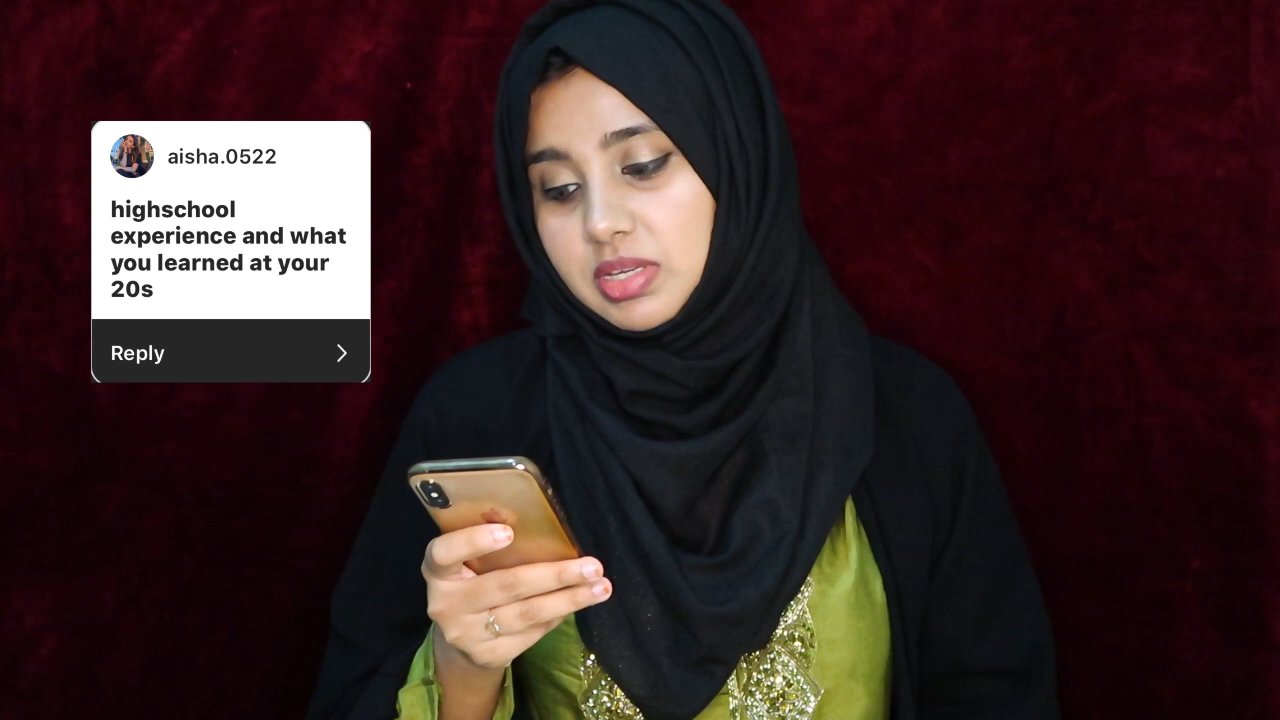 aisha.0522
highschool
experience and what
you learned at your
20s
Reply